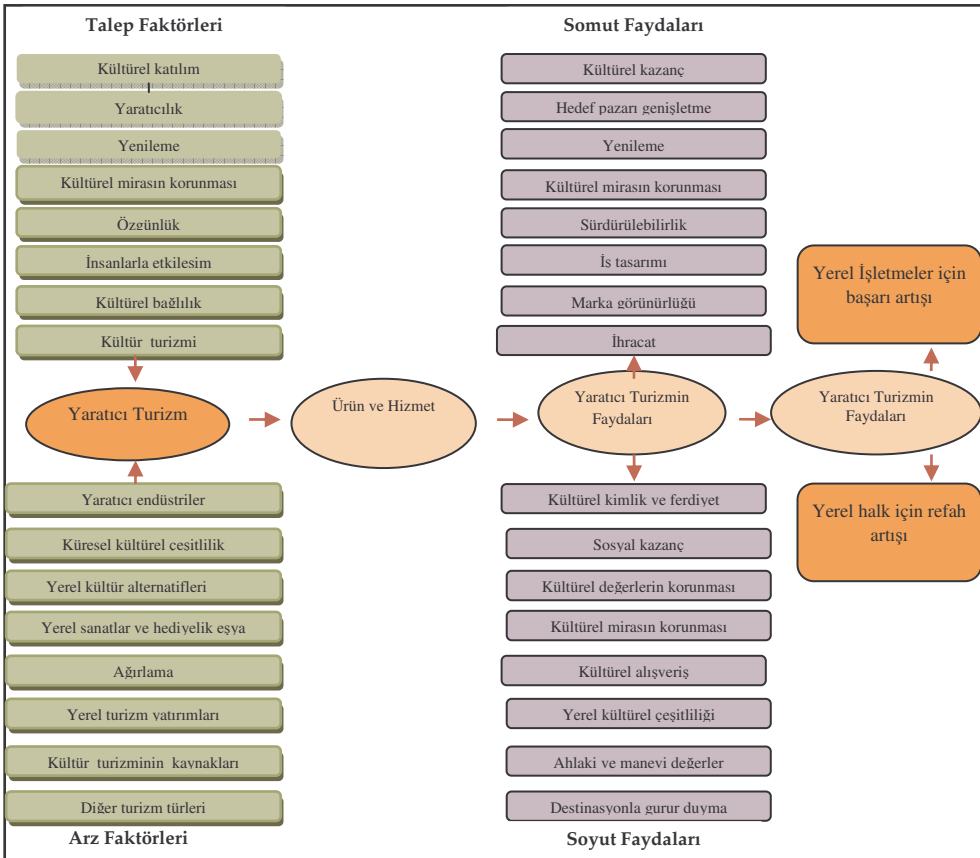 Talep Faktörleri
Kültürel katılım
Yaratıcılık
Yenileme
Kültürel mirasın korunması
Özgünlük
İnsanlarla etkilesim
Kültürel bağlılık
Kültür turizmi
Yaratıcı Turizm
Yaratıcı endüstriler
Küresel kültürel cesitlilik
Yerel kültür alternatifleri
Yerel sanatlar ve hediyelik eşya
Ağırlama
Yerel turizm yatırımları
Kültür turizminin kaynakları
Diğer turizm türleri
Arz Faktörleri
Ürün ve Hizmet
Somut Faydaları
Kültürel kazanç
Hedef pazarı genişletme
Yenileme
Kültürel mirasın korunması
Sürdürülebilirlik
İs tasarımı
Marka görünürlüğü
İhracat
Yaratıcı Turizmin
Faydaları
Kültürel kimlik ve ferdiyet
Sosyal kazanç
Kültürel değerlerin korunması
Kültürel mirasın korunması
Kültürel alışveriş
Yerel kültürel çeşitliliği
Ahlaki ve manevi değerler
Destinasyonla gurur duyma
Soyut Faydaları
Yerel İşletmeler için
başarı artışı
Yaratıcı Turizmin
Faydaları
Yerel halk için refah
artışı